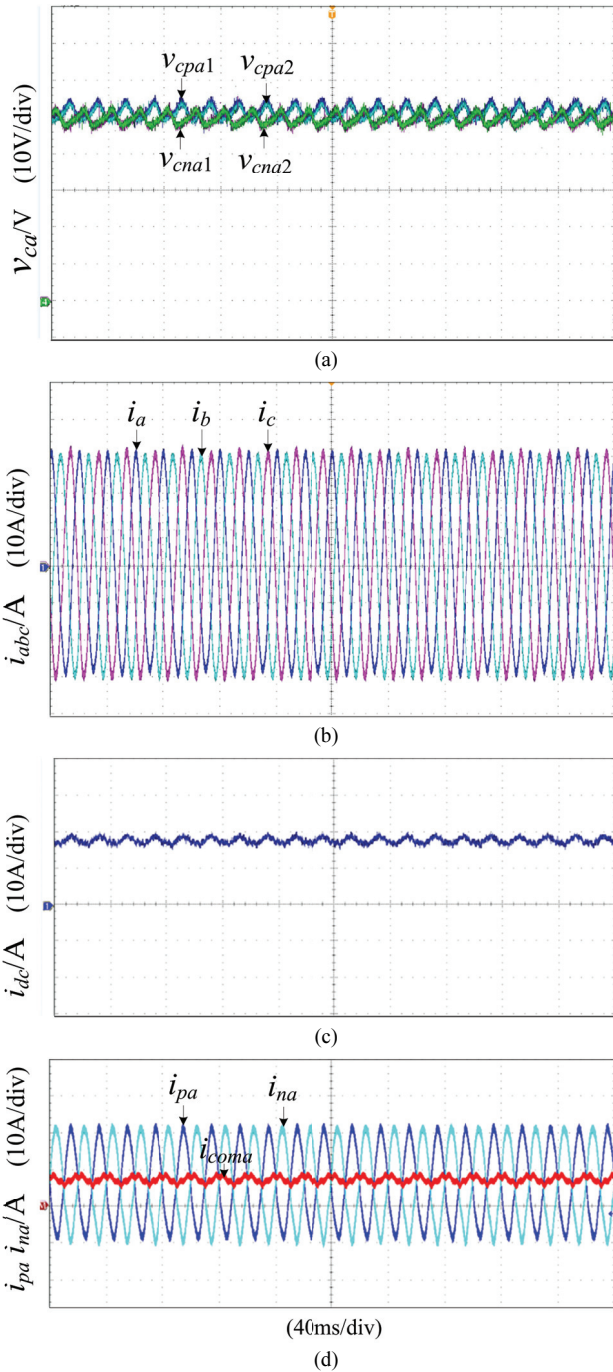 v_cpa1 v_cpa2
v_cna1 v_cna2
v_ca/V (10V/div)
(a)
i_a i_b i_c
i_abc/A (10A/div)
(b)
i_dc/A (10A/div)
(c)
i_pa i_na
i_coma
i_pa i_na/A (10A/div)
(40ms/div)
(d)